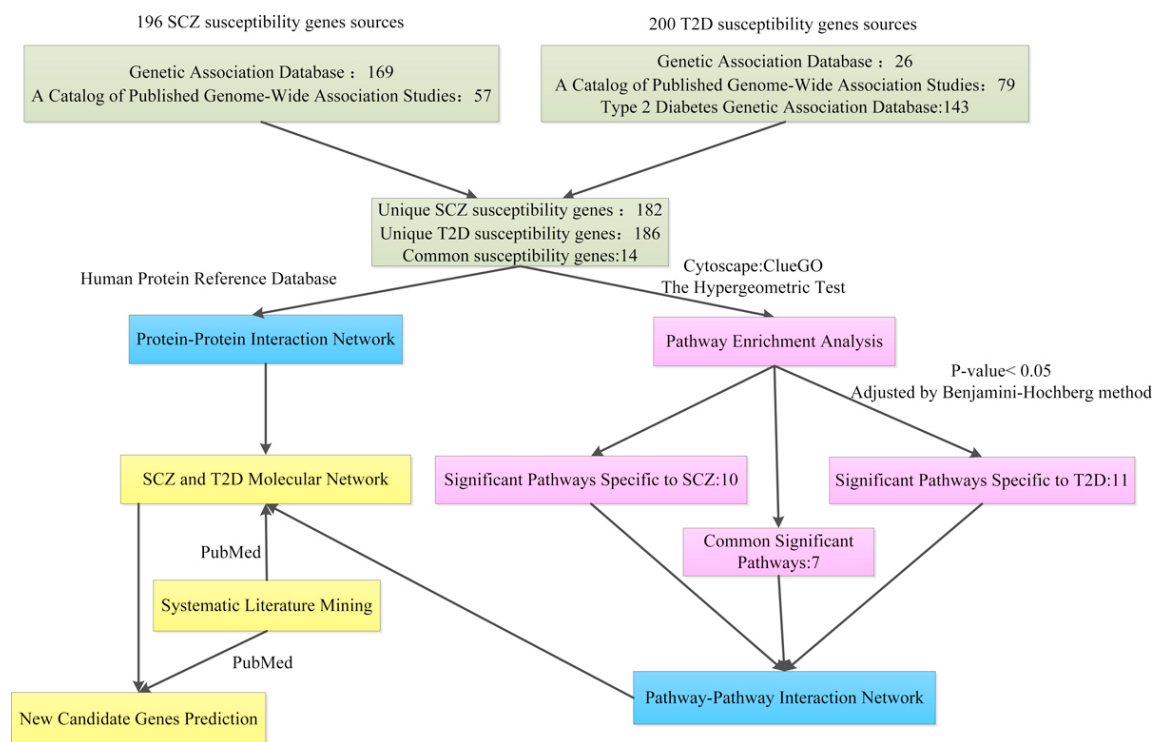 196 SCZ susceptibility genes sources
200 T2D susceptibility genes sources
Genetic Association Database： 169
A Catalog of Published Genome-Wide Association Studies：57
Genetic Association Database： 26
A Catalog of Published Genome-Wide Association Studies：79
Type 2 Diabetes Genetic Association Database:143
Unique SCZ susceptibility genes： 182
Unique T2D susceptibility genes：186
Common susceptibility genes:14
Human Protein Reference Database
Cytoscape:ClueGO
The Hypergeometric Test
Protein-Protein Interaction Network
Pathway Enrichment Analysis
P-value< 0.05
Adjusted by Benjamini-Hochberg method
SCZ and T2D Molecular Network
Significant Pathways Specific to SCZ:10
Significant Pathways Specific to T2D:11
Common Significant
Pathways:7
PubMed
Systematic Literature Mining
PubMed
Pathway-Pathway Interaction Network
New Candidate Genes Prediction